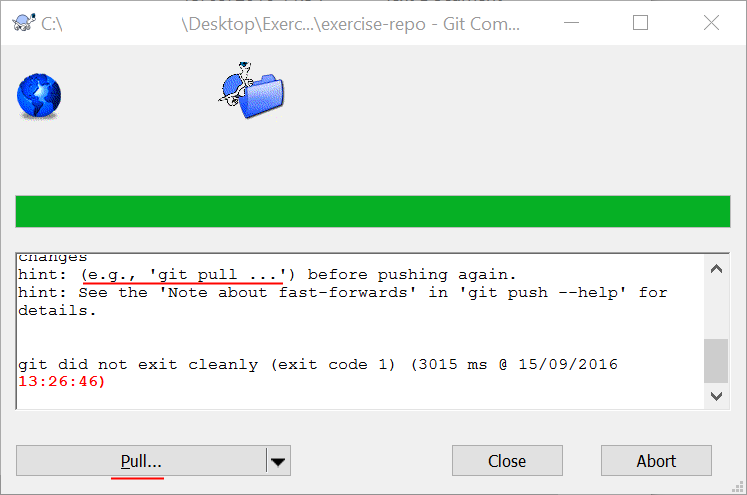 C:\ \Desktop\Exerc...\exercise-repo - Git Com...
changes
hint: (e.g., 'git pull ...') before pushing again.
hint: See the 'Note about fast-forwards' in 'git push --help' for
details.
git did not exit cleanly (exit code 1) (3015 ms @ 15/09/2016
13:26:46)
Pull... Close Abort